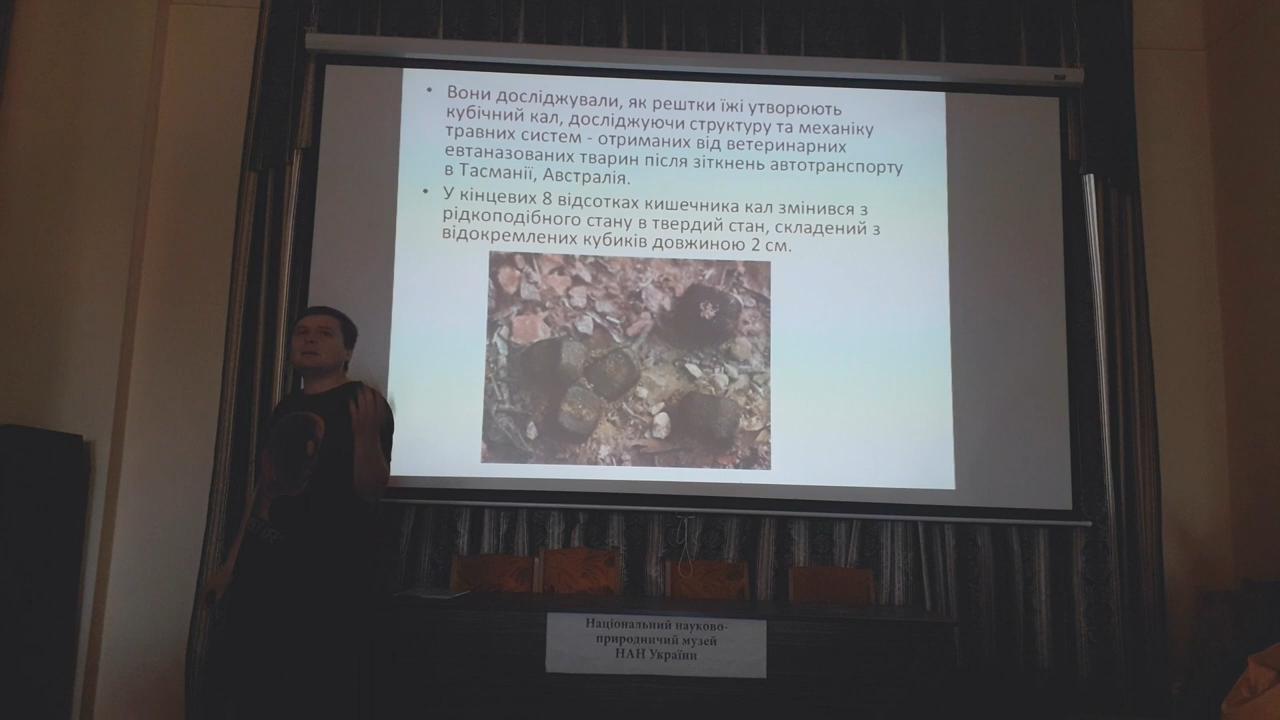 • Вони досліджували, як рештки їжі утворюють
кубічний кал, досліджуючи структуру та механіку
травних систем - отриманих від ветеринарних
евтаназованих тварин після зіткнень автотранспорту
в Тасманії, Австралія.
• У кінцевих 8 відсотках кишечника кал змінився з
рідкоподібного стану в твердий стан, складений з
відокремлених кубиків довжиною 2 см.
Національний науково-
природничий музей
НАН України